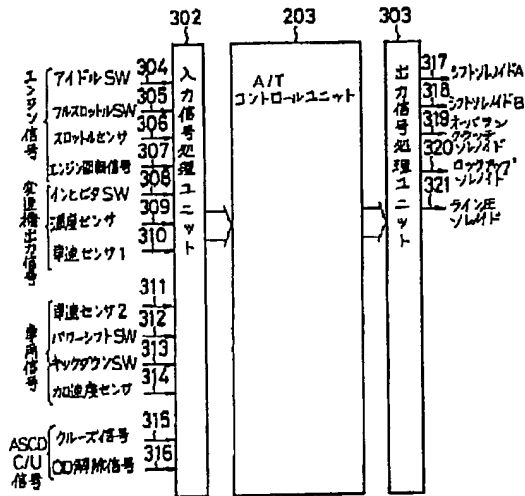 302
203
303
エンジン信号
304
アイドルSW
305
フルスロットルSW
306
スロットルセンサ
307
エンジン回転信号
変速機出力信号
308
インヒビタSW
309
温度センサ
310
車速センサ1
車両信号
311
車速センサ2
312
パワーシフトSW
313
キックダウンSW
314
加速度センサ
ASCD
C/U
信号
315
クルーズ信号
316
OD解除信号
入力信号処理ユニット
A/T
コントロールユニット
出力信号処理ユニット
317
シフトソレノイドA
318
シフトソレノイドB
319
オーバラン
クラッチ
ソレノイド
320
ロックアップ
ソレノイド
321
ライン圧
ソレノイド